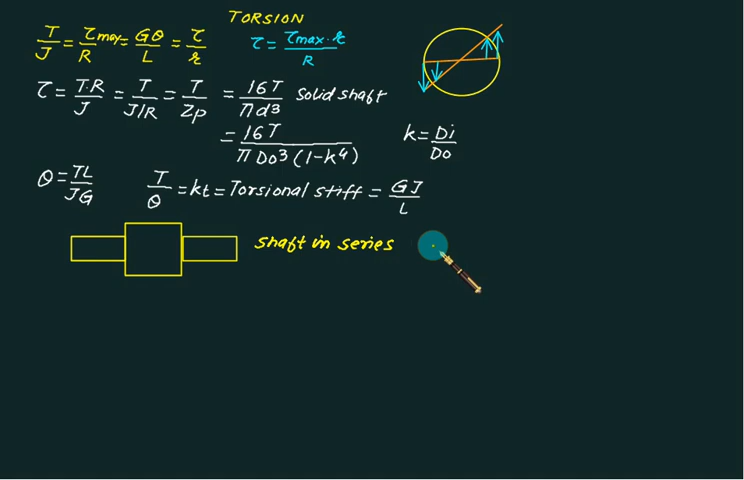 TORSION
T/J = τmax/R = Gθ/L = τ/r
τ = τmax·r/R
τ = T·R/J = T/J/R = T/Zp = 16T/πd³ solid shaft
= 16T/πDo³(1-k⁴)
k = Di/Do
θ = TL/JG
T/θ = kt = Torsional stiff = GJ/L
shaft in series